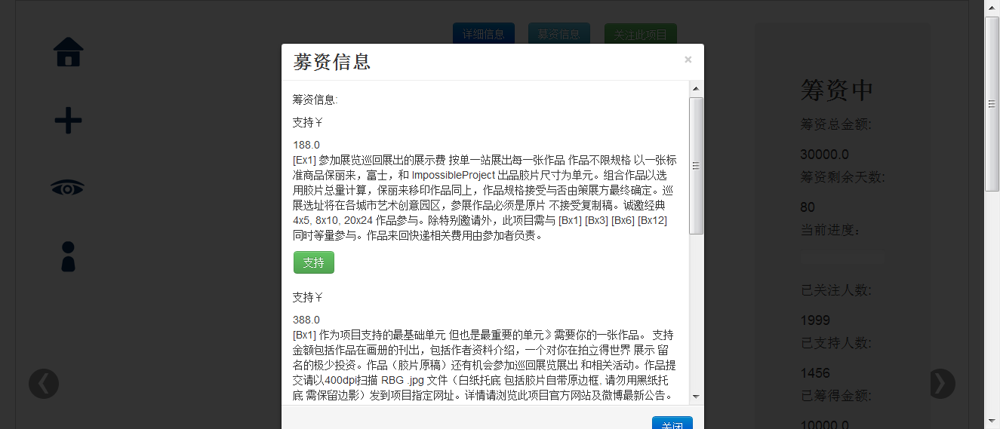 详细信息
募资信息
关注此项目
募资信息
×
筹资信息:
支持￥
188.0
[Ex1] 参加展览巡回展出的展示费 按单一站展出每一张作品 作品不限规格 以一张标
准商品保丽来，富士，和 ImpossibleProject 出品胶片尺寸为单元。组合作品以选
用胶片总量计算，保丽来移印作品同上，作品规格接受与否由策展方最终确定。巡
展选址将在各城市艺术创意园区，参展作品必须是原片 不接受复制稿。诚邀经典
4x5, 8x10, 20x24 作品参与。除特别邀请外，此项目需与 [Bx1] [Bx3] [Bx6] [Bx12]
同时等量参与。作品来回快递相关费用由参加者负责。
支持
支持￥
388.0
[Bx1] 作为项目支持的最基础单元 但也是最重要的单元》需要你的一张作品。 支持
金额包括作品在画册的刊出，包括作者资料介绍，一个对你在拍立得世界 展示 留
名的极少投资。作品（胶片原稿）还有机会参加巡回展览展出 和相关活动。作品提
交请以400dpi扫描 RBG .jpg 文件（白纸托底 包括胶片自带原边框, 请勿用黑纸托
底 需保留边影）发到项目指定网址。详情请浏览此项目官方网站及微博最新公告。
关闭
筹资中
筹资总金额:
30000.0
筹资剩余天数:
80
当前进度：
已关注人数:
1999
已支持人数:
1456
已筹得金额:
10000.0